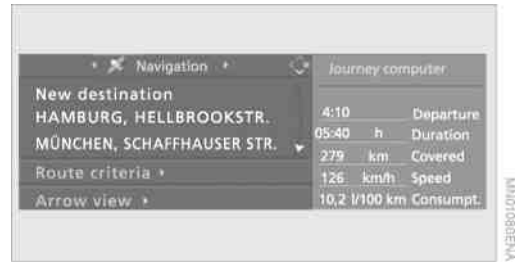 Navigation
New destination
HAMBURG, HELLBROOKSTR.
MÜNCHEN, SCHAFFHAUSER STR.
Route criteria
Arrow view
Journey computer
4:10 Departure
05:40 h Duration
279 km Covered
126 km/h Speed
10,2 l/100 km Consumpt.
MN01080ENA